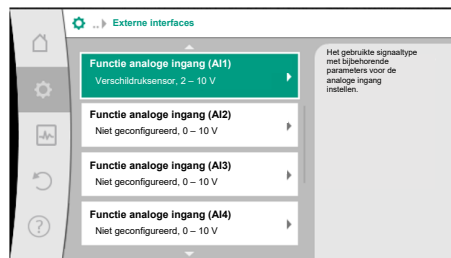 .. Externe interfaces
Functie analoge ingang (AI1)
Verschildruksensor, 2 – 10 V
Functie analoge ingang (AI2)
Niet geconfigureerd, 0 – 10 V
Functie analoge ingang (AI3)
Niet geconfigureerd, 0 – 10 V
Functie analoge ingang (AI4)
Niet geconfigureerd, 0 – 10 V
Het gebruikte signaaltype
met bijbehorende
parameters voor de
analoge ingang
instellen.